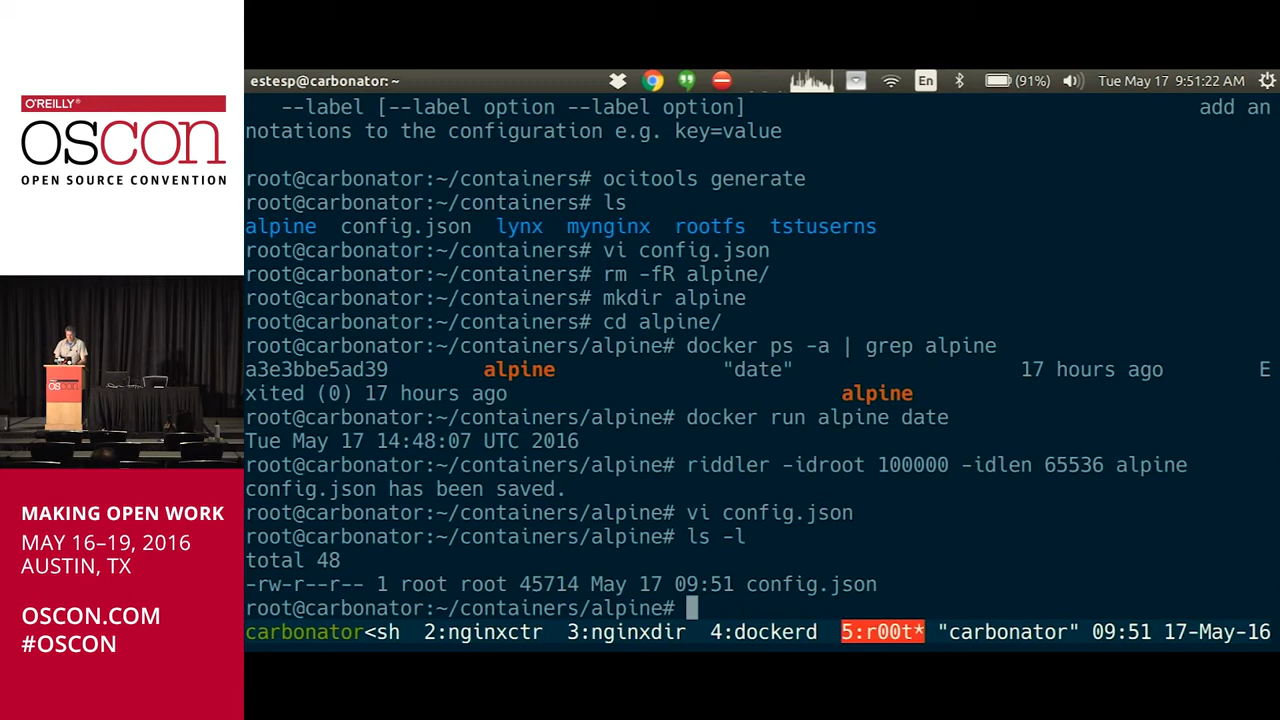 O'REILLY®
OSCON
OPEN SOURCE CONVENTION
MAKING OPEN WORK
MAY 16–19, 2016
AUSTIN, TX
OSCON.COM
#OSCON
estesp@carbonator: ~
En
(91%)
Tue May 17 9:51:22 AM
--label [--label option --label option] add an
notations to the configuration e.g. key=value
root@carbonator:~/containers# ocitools generate
root@carbonator:~/containers# ls
alpine config.json lynx mynginx rootfs tstuserns
root@carbonator:~/containers# vi config.json
root@carbonator:~/containers# rm -fR alpine/
root@carbonator:~/containers# mkdir alpine
root@carbonator:~/containers# cd alpine/
root@carbonator:~/containers/alpine# docker ps -a | grep alpine
a3e3bbe5ad39 alpine "date" 17 hours ago E
xited (0) 17 hours ago alpine
root@carbonator:~/containers/alpine# docker run alpine date
Tue May 17 14:48:07 UTC 2016
root@carbonator:~/containers/alpine# riddler -idroot 100000 -idlen 65536 alpine
config.json has been saved.
root@carbonator:~/containers/alpine# vi config.json
root@carbonator:~/containers/alpine# ls -l
total 48
-rw-r--r-- 1 root root 45714 May 17 09:51 config.json
root@carbonator:~/containers/alpine#
carbonator<sh 2:nginxctr 3:nginxdir 4:dockerd 5:r00t* "carbonator" 09:51 17-May-16